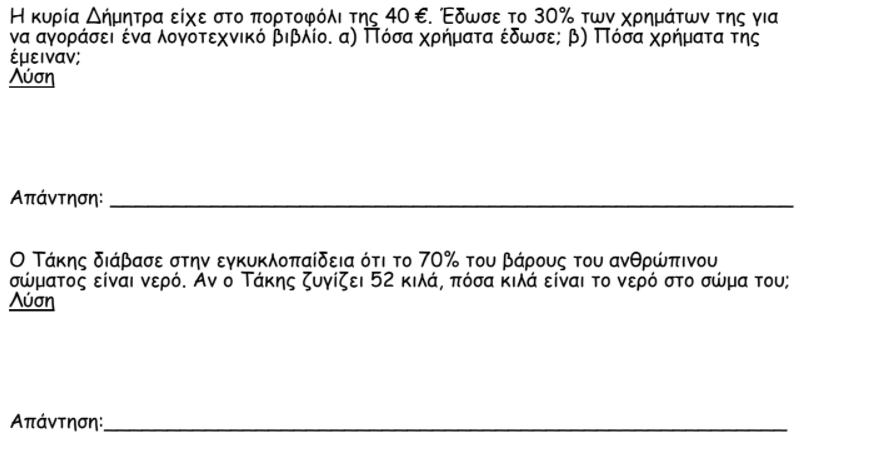 Η κυρία Δήμητρα είχε στο πορτοφόλι της 40 €. Έδωσε το 30% των χρημάτων της για
να αγοράσει ένα λογοτεχνικό βιβλίο. α) Πόσα χρήματα έδωσε; β) Πόσα χρήματα της
έμειναν;
Λύση
Απάντηση: ________________________________________________
Ο Τάκης διάβασε στην εγκυκλοπαίδεια ότι το 70% του βάρους του ανθρώπινου
σώματος είναι νερό. Αν ο Τάκης ζυγίζει 52 κιλά, πόσα κιλά είναι το νερό στο σώμα του;
Λύση
Απάντηση:________________________________________________